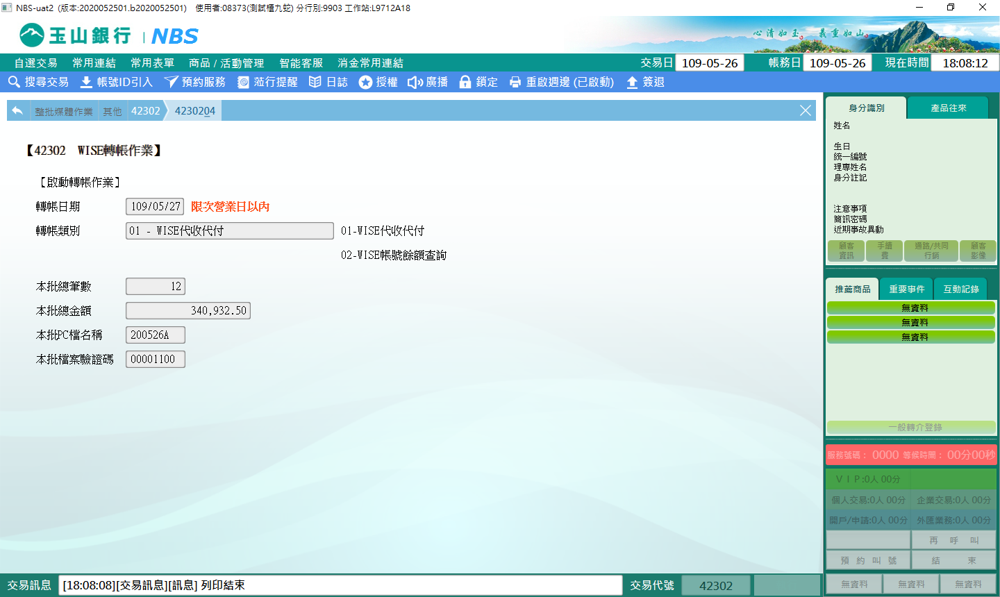 NBS-uat2 (版本:2020052501.b2020052501) 使用者:08373(測試櫃九蛇) 分行別:9903 工作站:L9712A18
玉山銀行 NBS
心清如玉, 義重如山。
自選交易 常用連結 常用表單 商品 / 活動管理 智能客服 消金常用連結 交易日 109-05-26 帳務日 109-05-26 現在時間 18:08:12
搜尋交易 帳號ID引入 預約服務 蒞行提醒 日誌 授權 廣播 鎖定 重啟週邊 (已啟動) 簽退
整批媒體作業 其他 42302 4230204
【42302 WISE轉帳作業】
【啟動轉帳作業】
轉帳日期 109/05/27 限次營業日以內
轉帳類別 01 - WISE代收代付 01-WISE代收代付
02-WISE帳號餘額查詢
本批總筆數 12
本批總金額 340,932.50
本批PC檔名稱 200526A
本批檔案驗證碼 00001100
身分識別 產品往來
姓名
生日
統一編號
理專姓名
身分註記
注意事項
簡訊密碼
近期事故異動
顧客資訊 手續費 通路/共同行銷 顧客影像
推薦商品 重要事件 互動記錄
無資料
無資料
無資料
一般轉介登錄
服務號碼： 0000 等候時間： 00分00秒
ＶＩＰ:0人 00分
個人交易:0人 00分 企業交易:0人 00分
開戶/申請:0人 00分 外匯業務:0人 00分
再 呼 叫
預 約 叫 號 結 束
無資料 無資料 無資料
交易訊息 [18:08:08][交易訊息][訊息] 列印結束 交易代號 42302